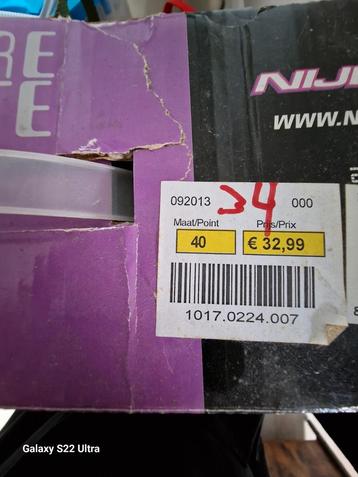 RE
TE
NIJ
WWW.N
092013 34 000
Maat/Point Prijs/Prix
40 € 32,99
1017.0224.007
Galaxy S22 Ultra